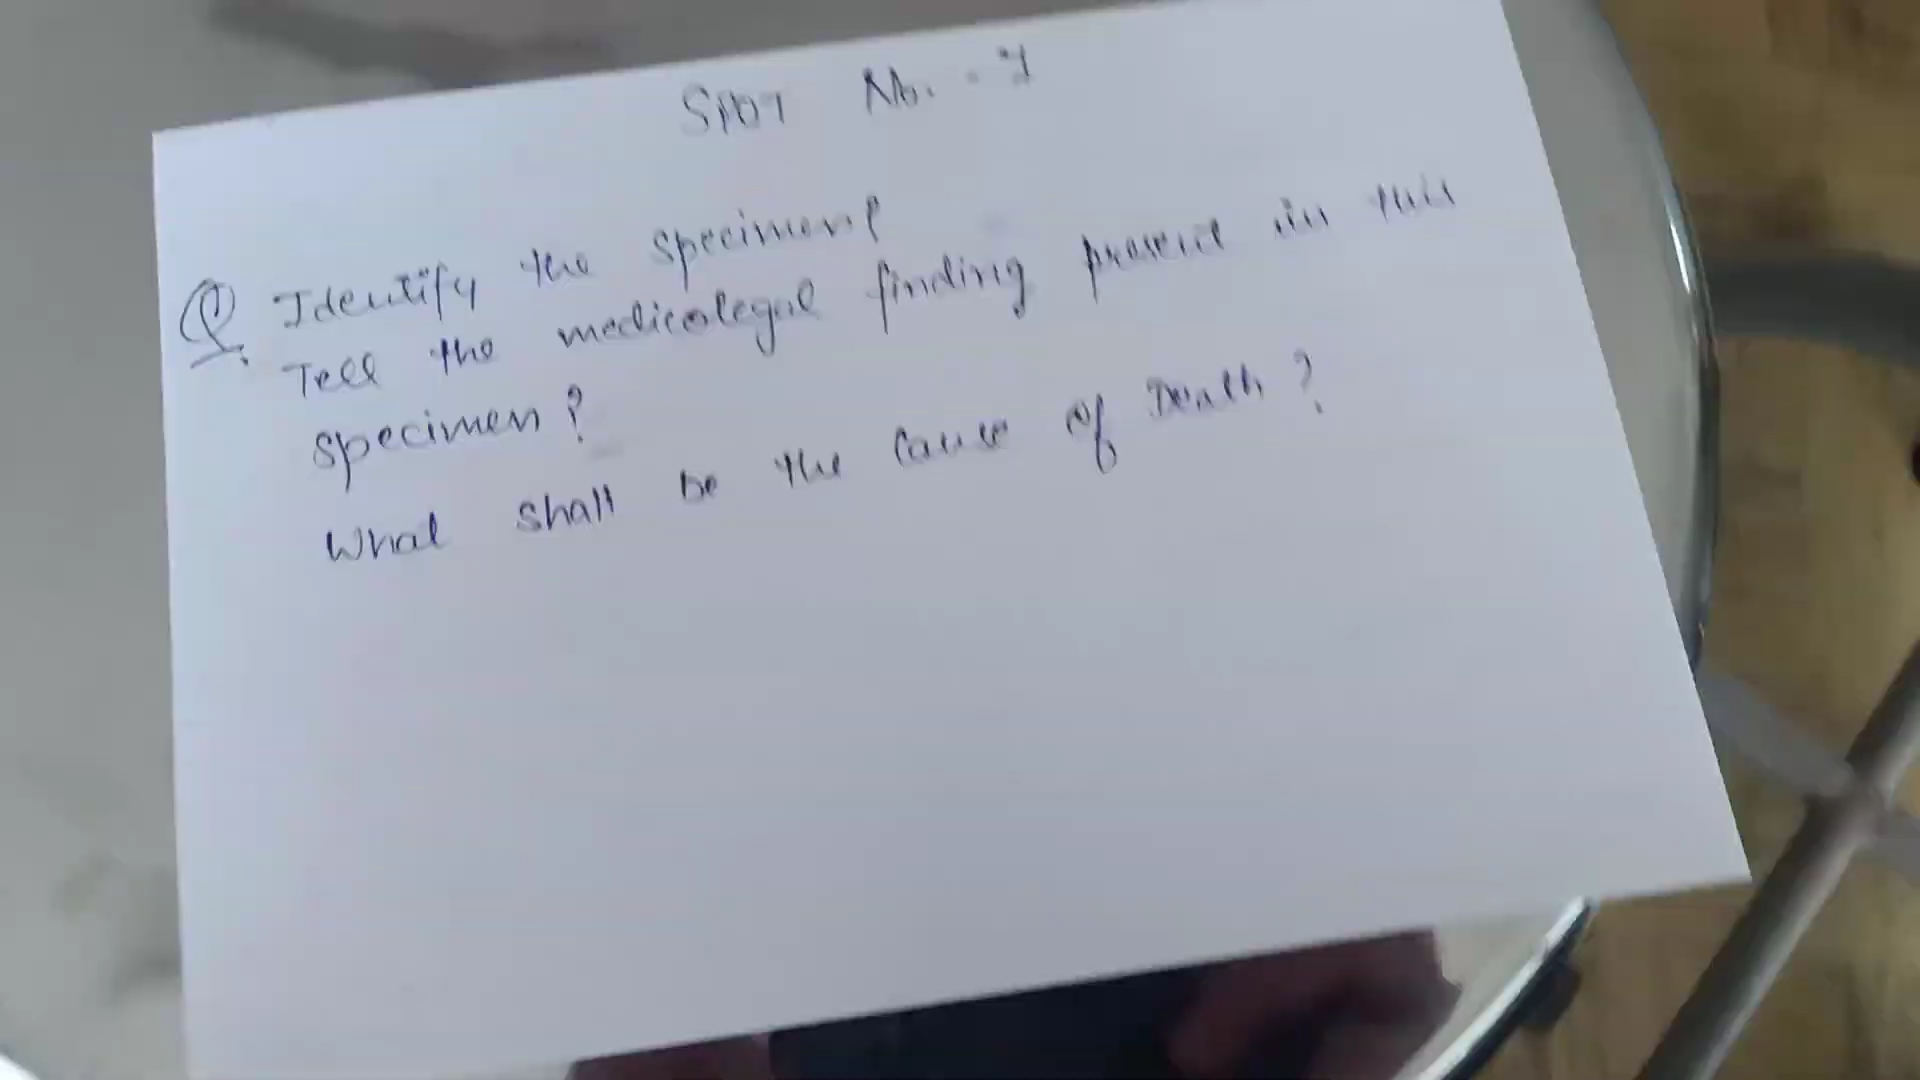 SPOT No. - 7
Q. Identify the specimen?
Tell the medicolegal finding present in this
specimen?
What shall be the cause of Death?